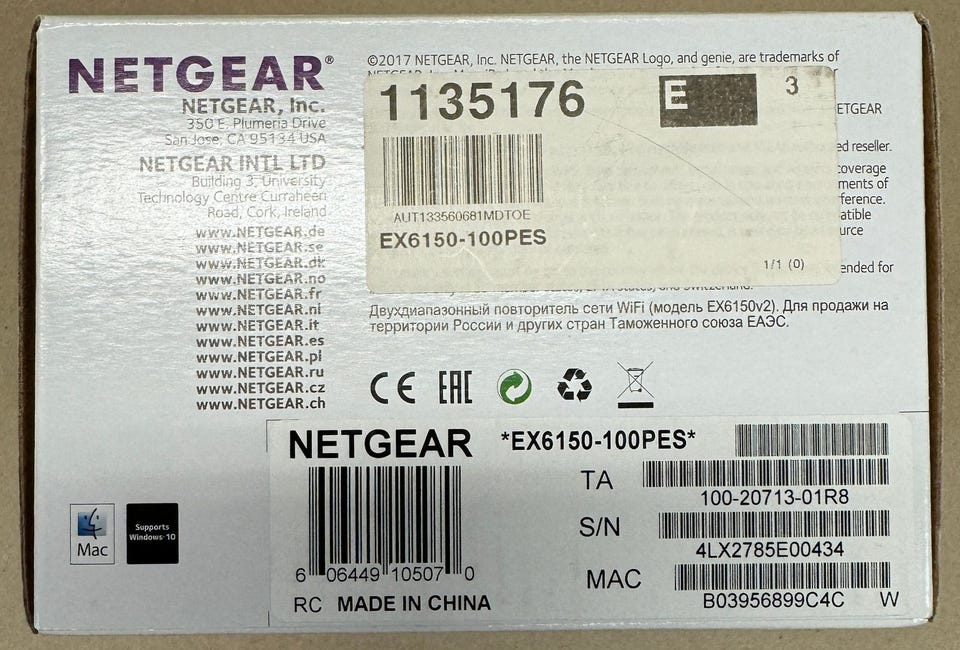 NETGEAR®
NETGEAR, Inc.
350 E. Plumeria Drive
San Jose, CA 95134 USA
NETGEAR INTL LTD
Building 3, University
Technology Centre Curraheen
Road, Cork, Ireland
www.NETGEAR.de
www.NETGEAR.se
www.NETGEAR.dk
www.NETGEAR.no
www.NETGEAR.fr
www.NETGEAR.nl
www.NETGEAR.it
www.NETGEAR.es
www.NETGEAR.pl
www.NETGEAR.ru
www.NETGEAR.cz
www.NETGEAR.ch
©2017 NETGEAR, Inc. NETGEAR, the NETGEAR Logo, and genie, are trademarks of
1135176
E
3
AUT133560681MDTOE
EX6150-100PES
1/1 (0)
reseller.
Двухдиапазонный повторитель сети WiFi (модель EX6150v2). Для продажи на
территории России и других стран Таможенного союза ЕАЭС.
CE EAC
Mac
Supports
Windows 10
NETGEAR
*EX6150-100PES*
TA
100-20713-01R8
S/N
4LX2785E00434
MAC
B03956899C4C W
6 06449 10507 0
RC MADE IN CHINA